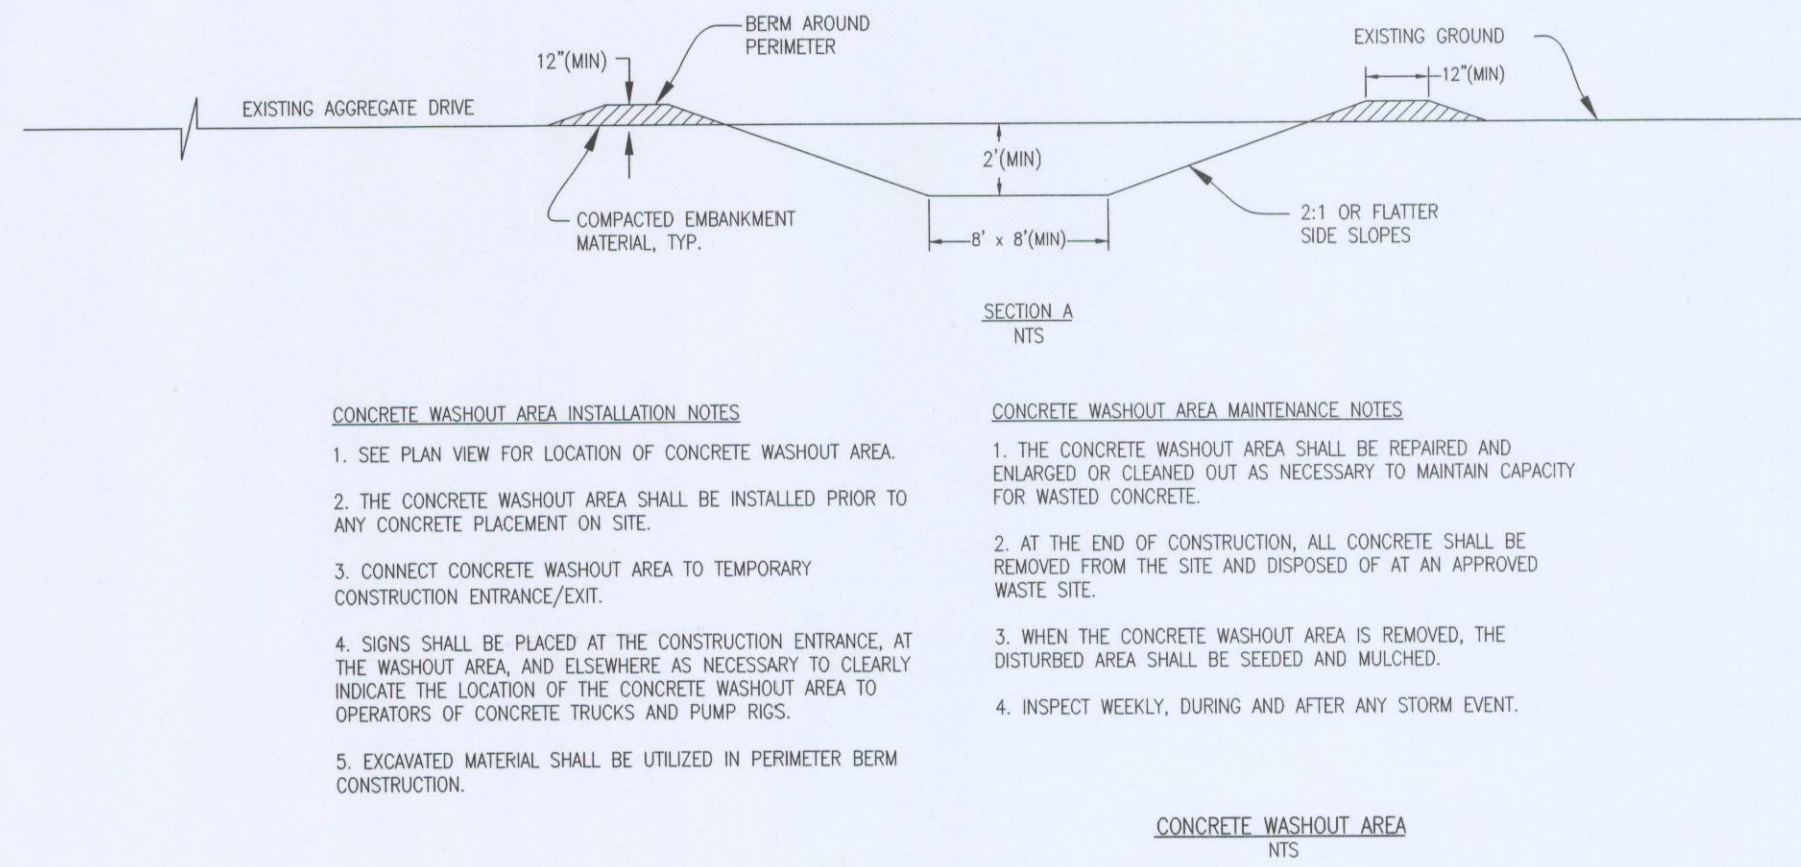 BERM AROUND
PERIMETER
12"(MIN)
EXISTING AGGREGATE DRIVE
EXISTING GROUND
12"(MIN)
2'(MIN)
COMPACTED EMBANKMENT
MATERIAL, TYP.
8' x 8'(MIN)
2:1 OR FLATTER
SIDE SLOPES
SECTION A
NTS
CONCRETE WASHOUT AREA INSTALLATION NOTES
1. SEE PLAN VIEW FOR LOCATION OF CONCRETE WASHOUT AREA.
2. THE CONCRETE WASHOUT AREA SHALL BE INSTALLED PRIOR TO
ANY CONCRETE PLACEMENT ON SITE.
3. CONNECT CONCRETE WASHOUT AREA TO TEMPORARY
CONSTRUCTION ENTRANCE/EXIT.
4. SIGNS SHALL BE PLACED AT THE CONSTRUCTION ENTRANCE, AT
THE WASHOUT AREA, AND ELSEWHERE AS NECESSARY TO CLEARLY
INDICATE THE LOCATION OF THE CONCRETE WASHOUT AREA TO
OPERATORS OF CONCRETE TRUCKS AND PUMP RIGS.
5. EXCAVATED MATERIAL SHALL BE UTILIZED IN PERIMETER BERM
CONSTRUCTION.
CONCRETE WASHOUT AREA MAINTENANCE NOTES
1. THE CONCRETE WASHOUT AREA SHALL BE REPAIRED AND
ENLARGED OR CLEANED OUT AS NECESSARY TO MAINTAIN CAPACITY
FOR WASTED CONCRETE.
2. AT THE END OF CONSTRUCTION, ALL CONCRETE SHALL BE
REMOVED FROM THE SITE AND DISPOSED OF AT AN APPROVED
WASTE SITE.
3. WHEN THE CONCRETE WASHOUT AREA IS REMOVED, THE
DISTURBED AREA SHALL BE SEEDED AND MULCHED.
4. INSPECT WEEKLY, DURING AND AFTER ANY STORM EVENT.
CONCRETE WASHOUT AREA
NTS